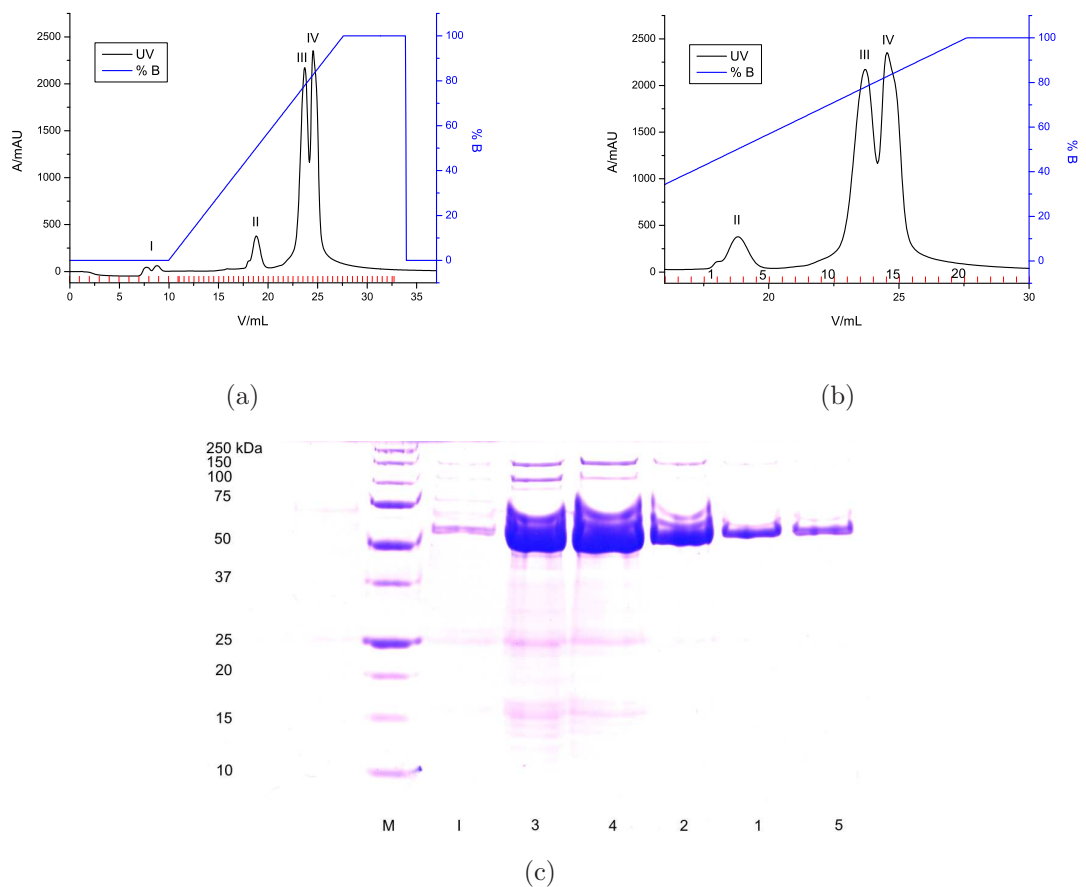 2500
2000
1500
1000
500
0
A/mAU
UV
% B
I
II
III
IV
100
80
60
40
20
0
% B
0 5 10 15 20 25 30 35
V/mL
(a)
2500
2000
1500
1000
500
0
A/mAU
UV
% B
II
III
IV
1 5 10 15 20
100
80
60
40
20
0
% B
20 25 30
V/mL
(b)
250 kDa
150
100
75
50
37
25
20
15
10
M I 3 4 2 1 5
(c)